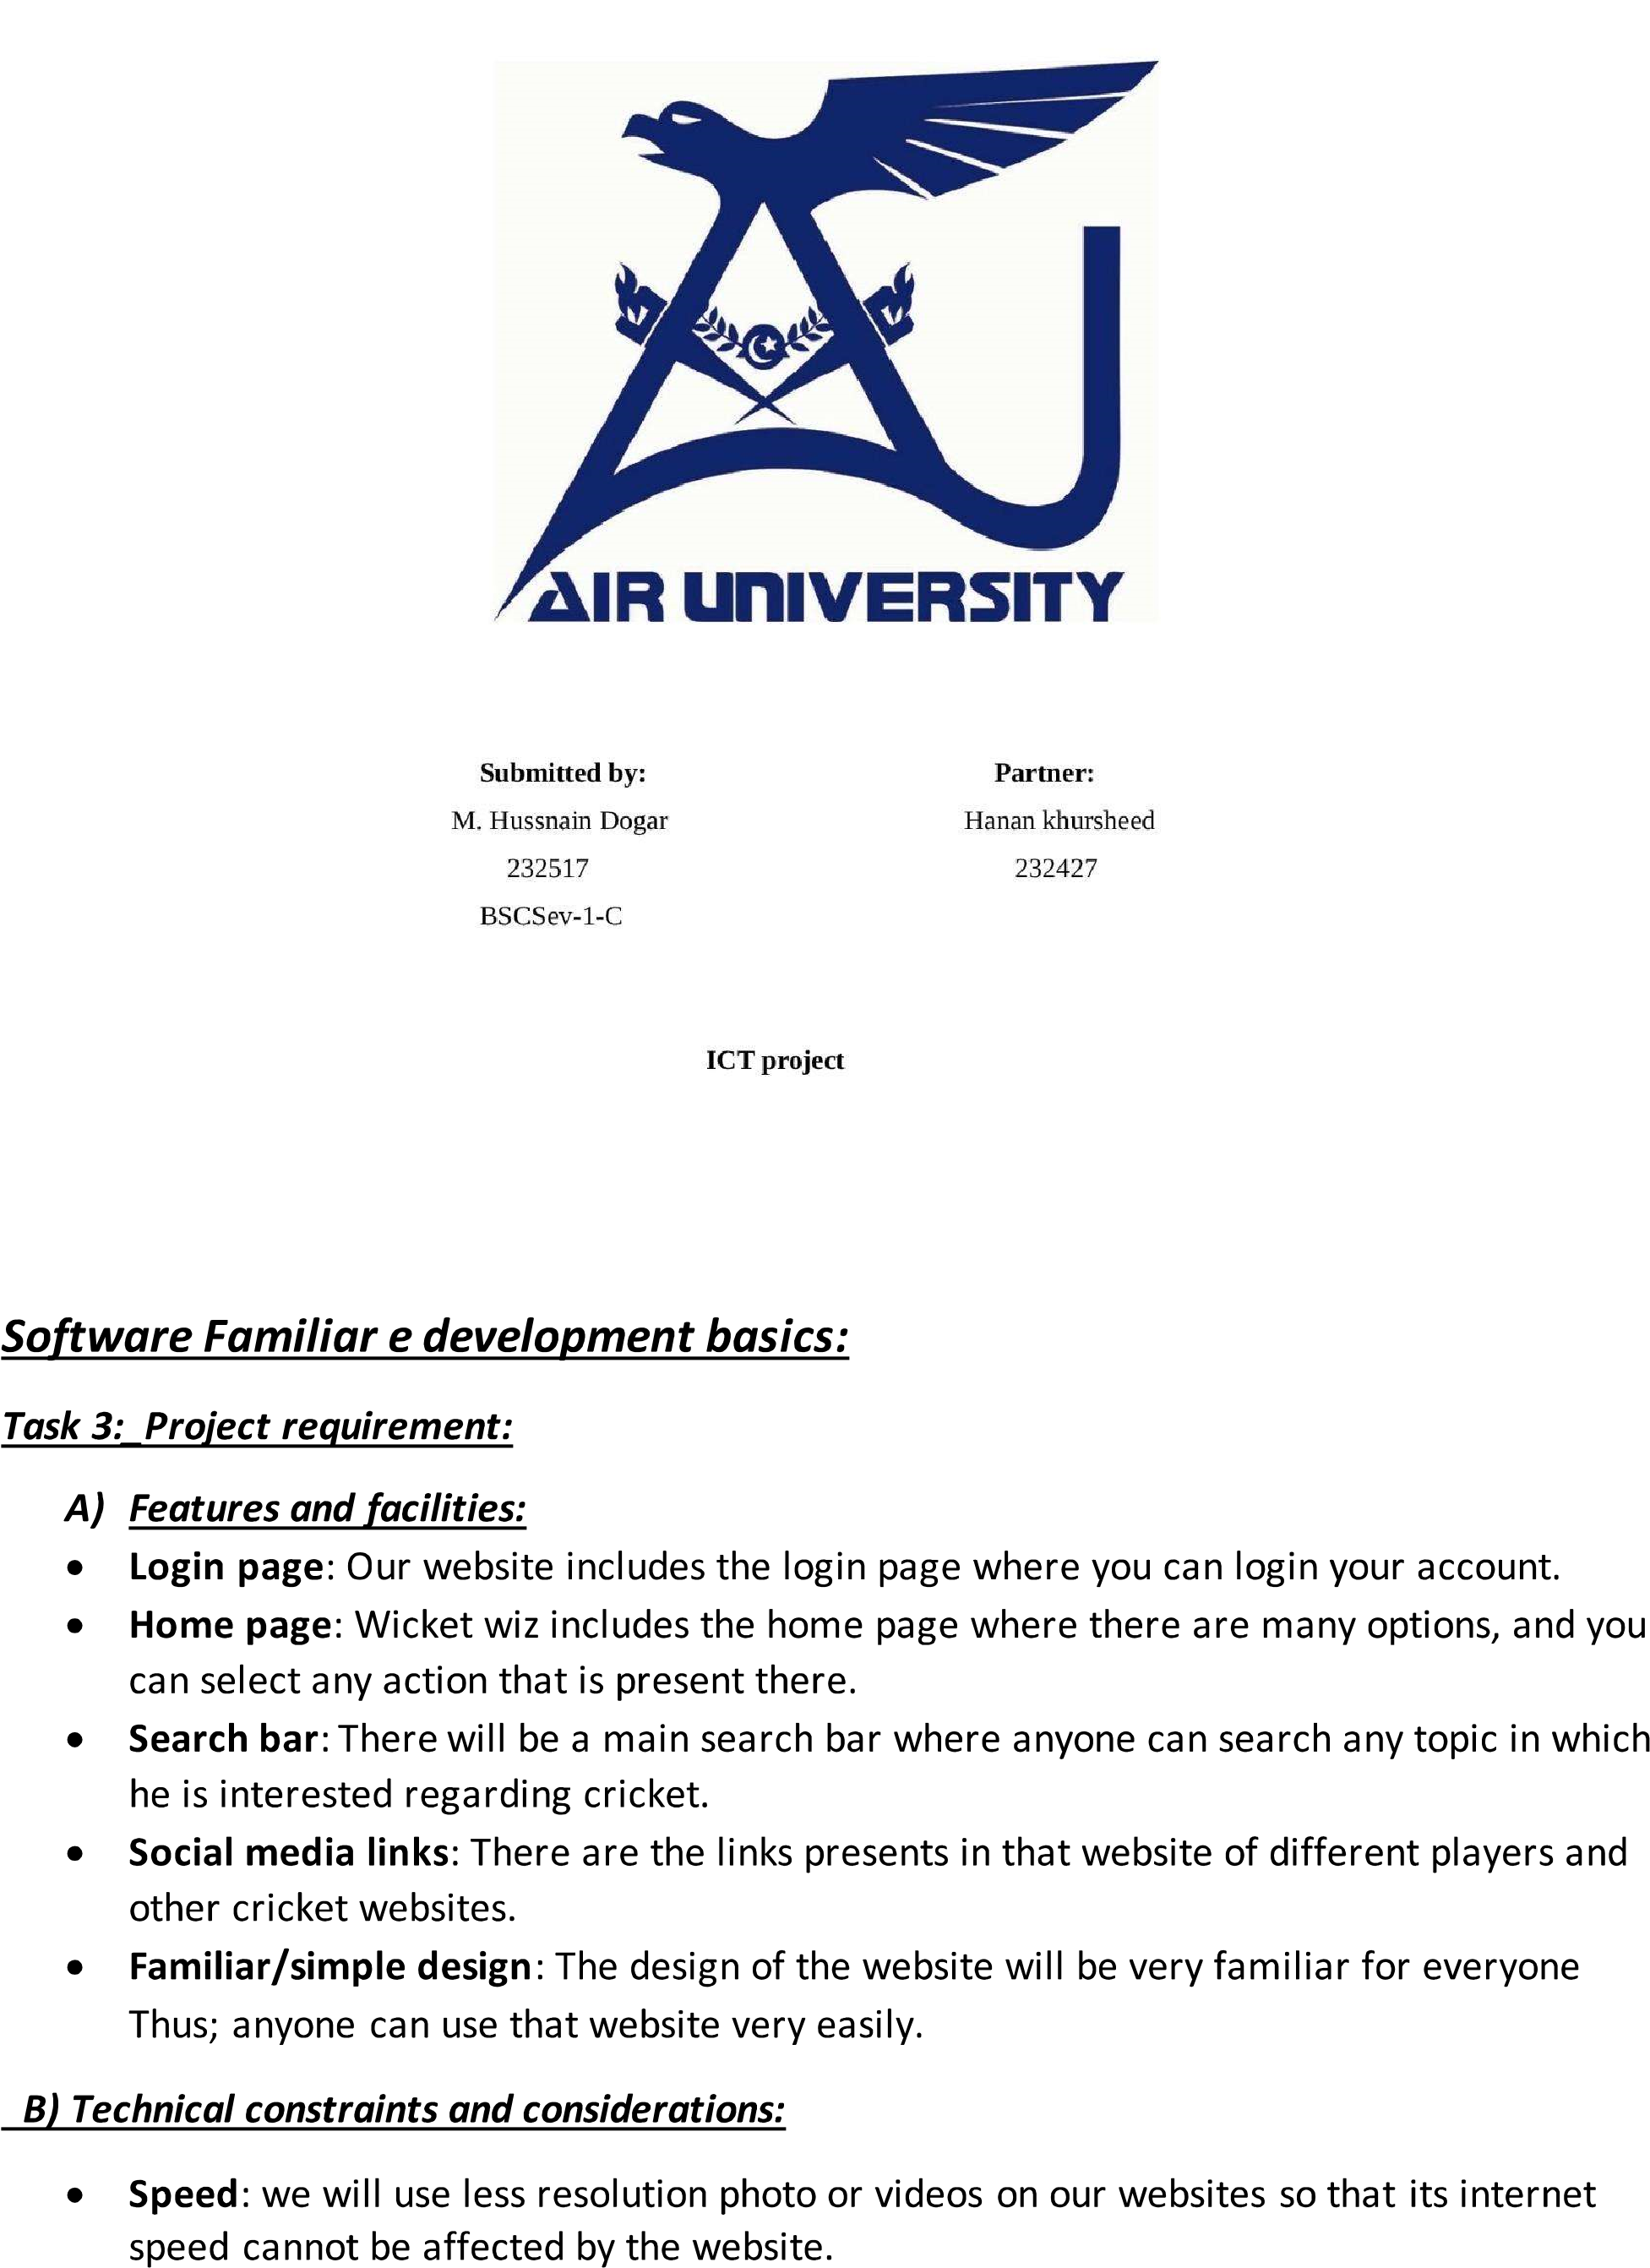 AIR UNIVERSITY
Submitted by: Partner:
M. Hussnain Dogar Hanan khursheed
232517 232427
BSCSev-1-C
ICT project
Software Familiar e development basics:
Task 3: Project requirement:
A) Features and facilities:
• Login page: Our website includes the login page where you can login your account.
• Home page: Wicket wiz includes the home page where there are many options, and you
can select any action that is present there.
• Search bar: There will be a main search bar where anyone can search any topic in which
he is interested regarding cricket.
• Social media links: There are the links presents in that website of different players and
other cricket websites.
• Familiar/simple design: The design of the website will be very familiar for everyone
Thus; anyone can use that website very easily.
B) Technical constraints and considerations:
• Speed: we will use less resolution photo or videos on our websites so that its internet
speed cannot be affected by the website.